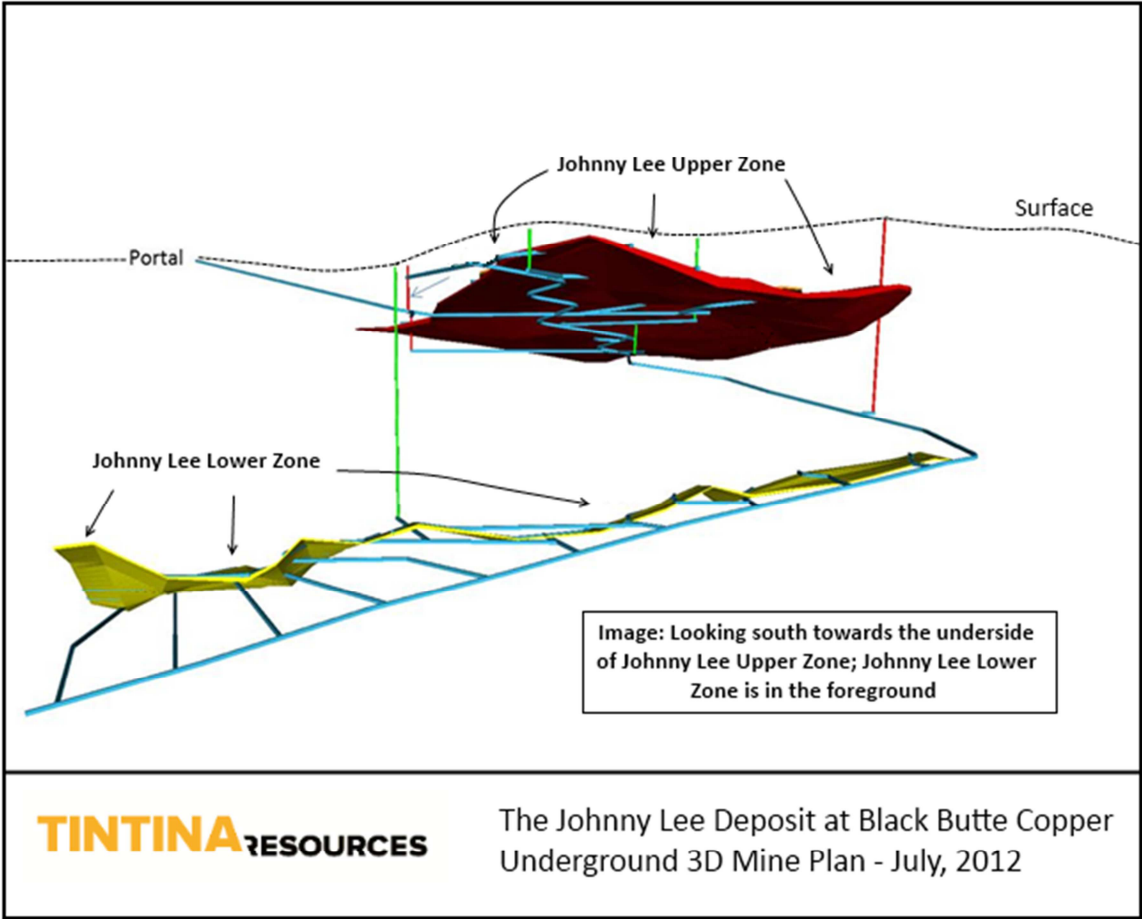 Johnny Lee Upper Zone
Surface
Portal
Johnny Lee Lower Zone
Image: Looking south towards the underside
of Johnny Lee Upper Zone; Johnny Lee Lower
Zone is in the foreground
TINTINA RESOURCES
The Johnny Lee Deposit at Black Butte Copper
Underground 3D Mine Plan - July, 2012